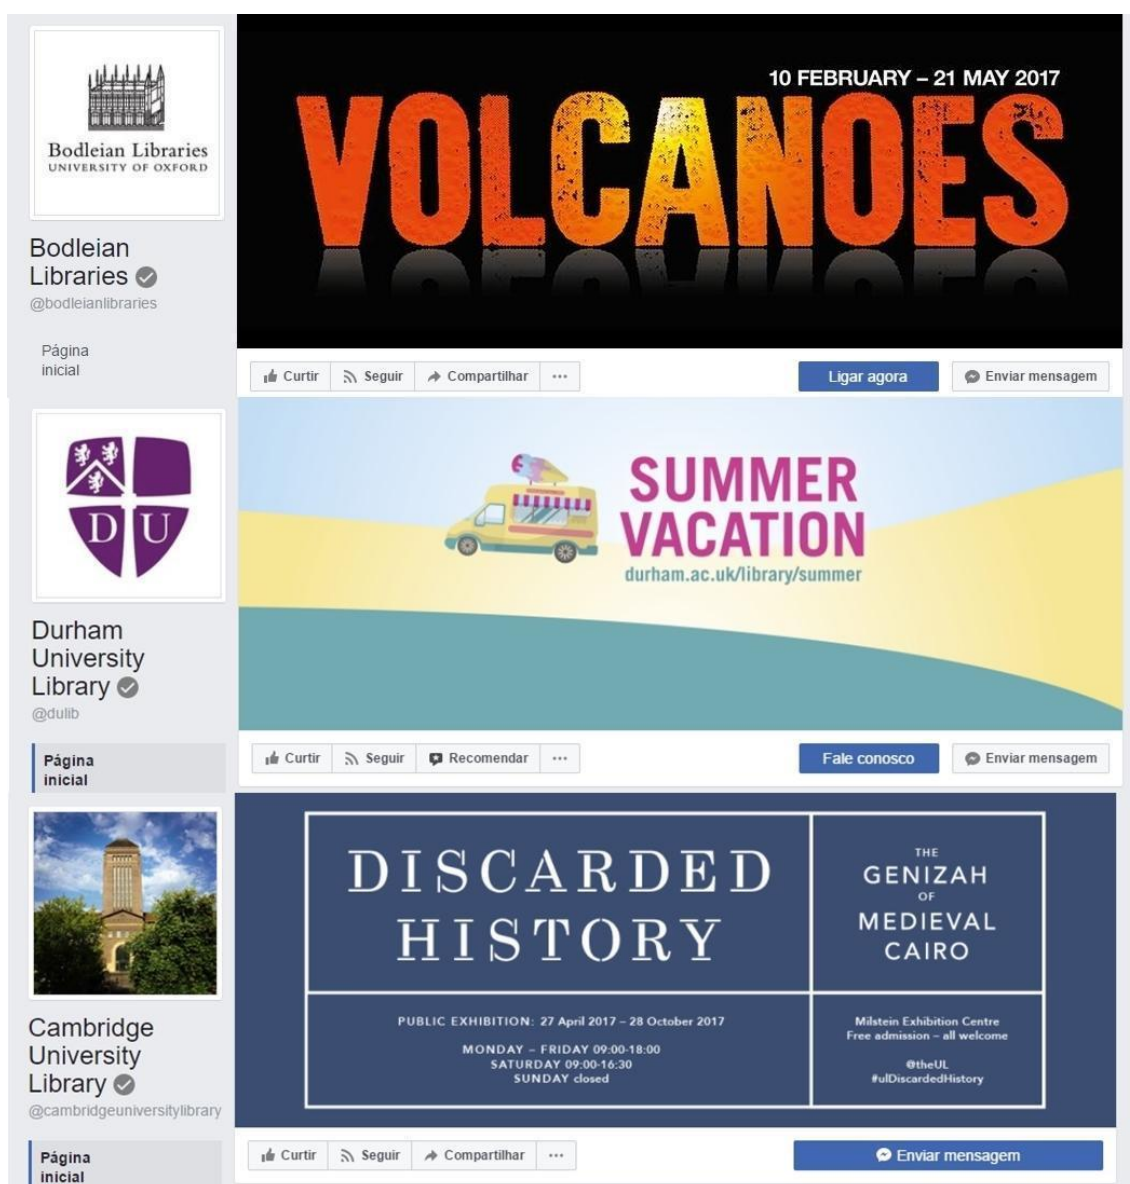 Bodleian Libraries
UNIVERSITY OF OXFORD
Bodleian
Libraries
@bodleianlibraries
Página
inicial
10 FEBRUARY – 21 MAY 2017
VOLCANOES
Curtir Seguir Compartilhar ···
Ligar agora Enviar mensagem
D U
Durham
University
Library
@dulib
Página
inicial
SUMMER
VACATION
durham.ac.uk/library/summer
Curtir Seguir Recomendar ···
Fale conosco Enviar mensagem
Cambridge
University
Library
@cambridgeuniversitylibrary
Página
inicial
DISCARDED
HISTORY
THE
GENIZAH
OF
MEDIEVAL
CAIRO
PUBLIC EXHIBITION: 27 April 2017 – 28 October 2017
MONDAY – FRIDAY 09:00-18:00
SATURDAY 09:00-16:30
SUNDAY closed
Milstein Exhibition Centre
Free admission – all welcome
@theUL
#ulDiscardedHistory
Curtir Seguir Compartilhar ···
Enviar mensagem